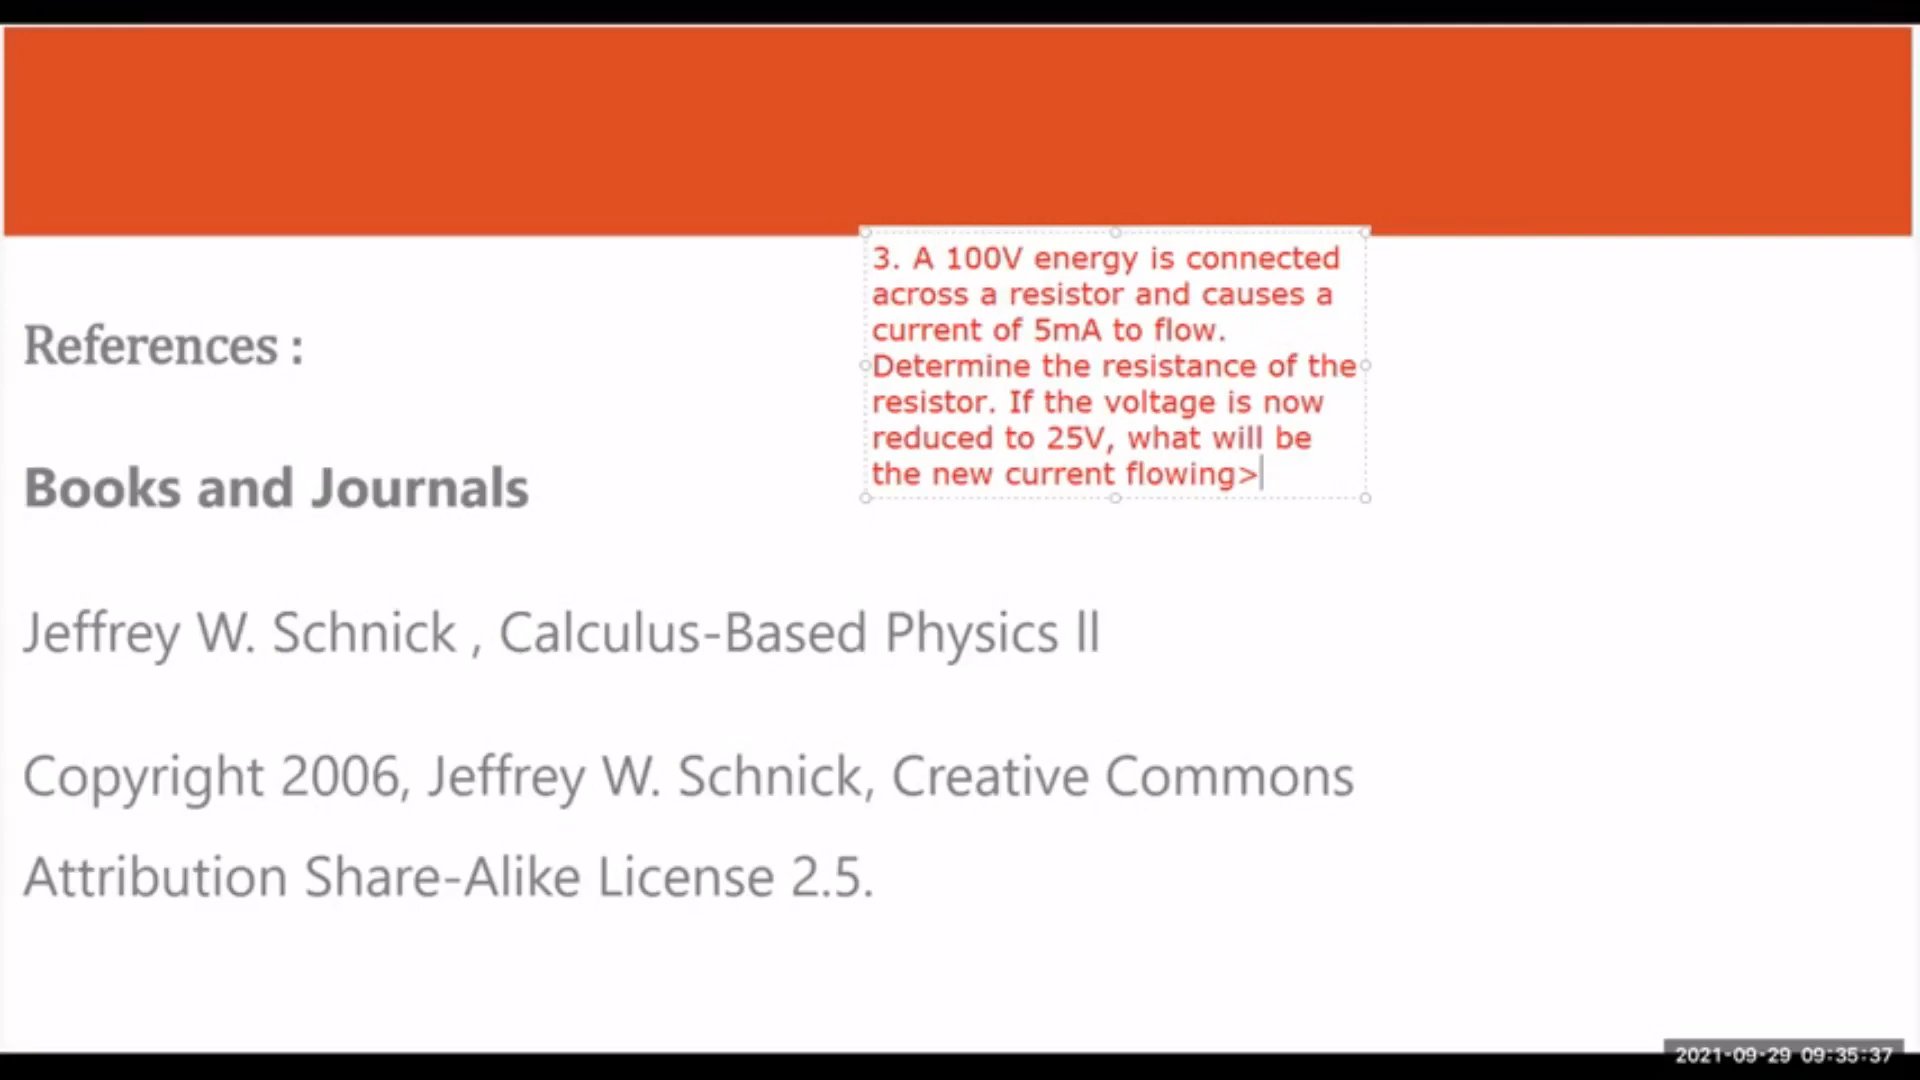 3. A 100V energy is connected
across a resistor and causes a
current of 5mA to flow.
Determine the resistance of the
resistor. If the voltage is now
reduced to 25V, what will be
the new current flowing>
References :
Books and Journals
Jeffrey W. Schnick , Calculus-Based Physics ll
Copyright 2006, Jeffrey W. Schnick, Creative Commons
Attribution Share-Alike License 2.5.
2021-09-29 09:35:37